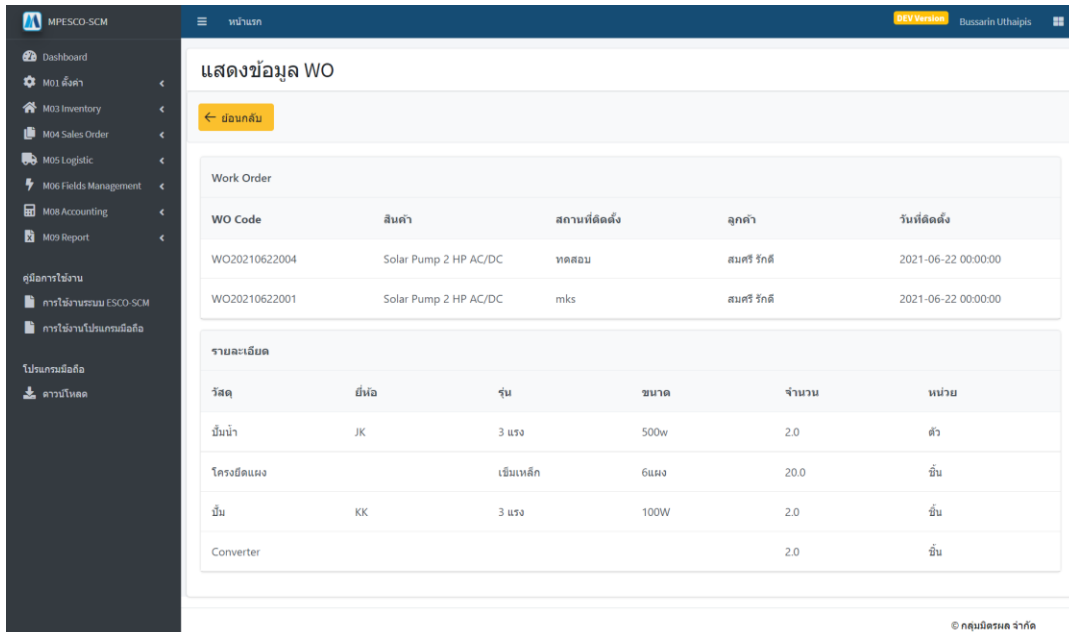 MPESCO-SCM
หน้าแรก
DEV Version
Bussarin Uthaipis
Dashboard
M01 ตั้งค่า
M03 Inventory
M04 Sales Order
M05 Logistic
M06 Fields Management
M08 Accounting
M09 Report
คู่มือการใช้งาน
การใช้งานระบบ ESCO-SCM
การใช้งานโปรแกรมมือถือ
โปรแกรมมือถือ
ดาวน์โหลด
แสดงข้อมูล WO
ย้อนกลับ
Work Order
WO Code สินค้า สถานที่ติดตั้ง ลูกค้า วันที่ติดตั้ง
WO20210622004 Solar Pump 2 HP AC/DC ทดสอบ สมศรี รักดี 2021-06-22 00:00:00
WO20210622001 Solar Pump 2 HP AC/DC mks สมศรี รักดี 2021-06-22 00:00:00
รายละเอียด
วัสดุ ยี่ห้อ รุ่น ขนาด จำนวน หน่วย
ปั๊มน้ำ JK 3 แรง 500w 2.0 ตัว
โครงยึดแผง เข็มเหล็ก 6แผง 20.0 ชิ้น
ปั๊ม KK 3 แรง 100W 2.0 ชิ้น
Converter 2.0 ชิ้น
© กลุ่มมิตรผล จำกัด